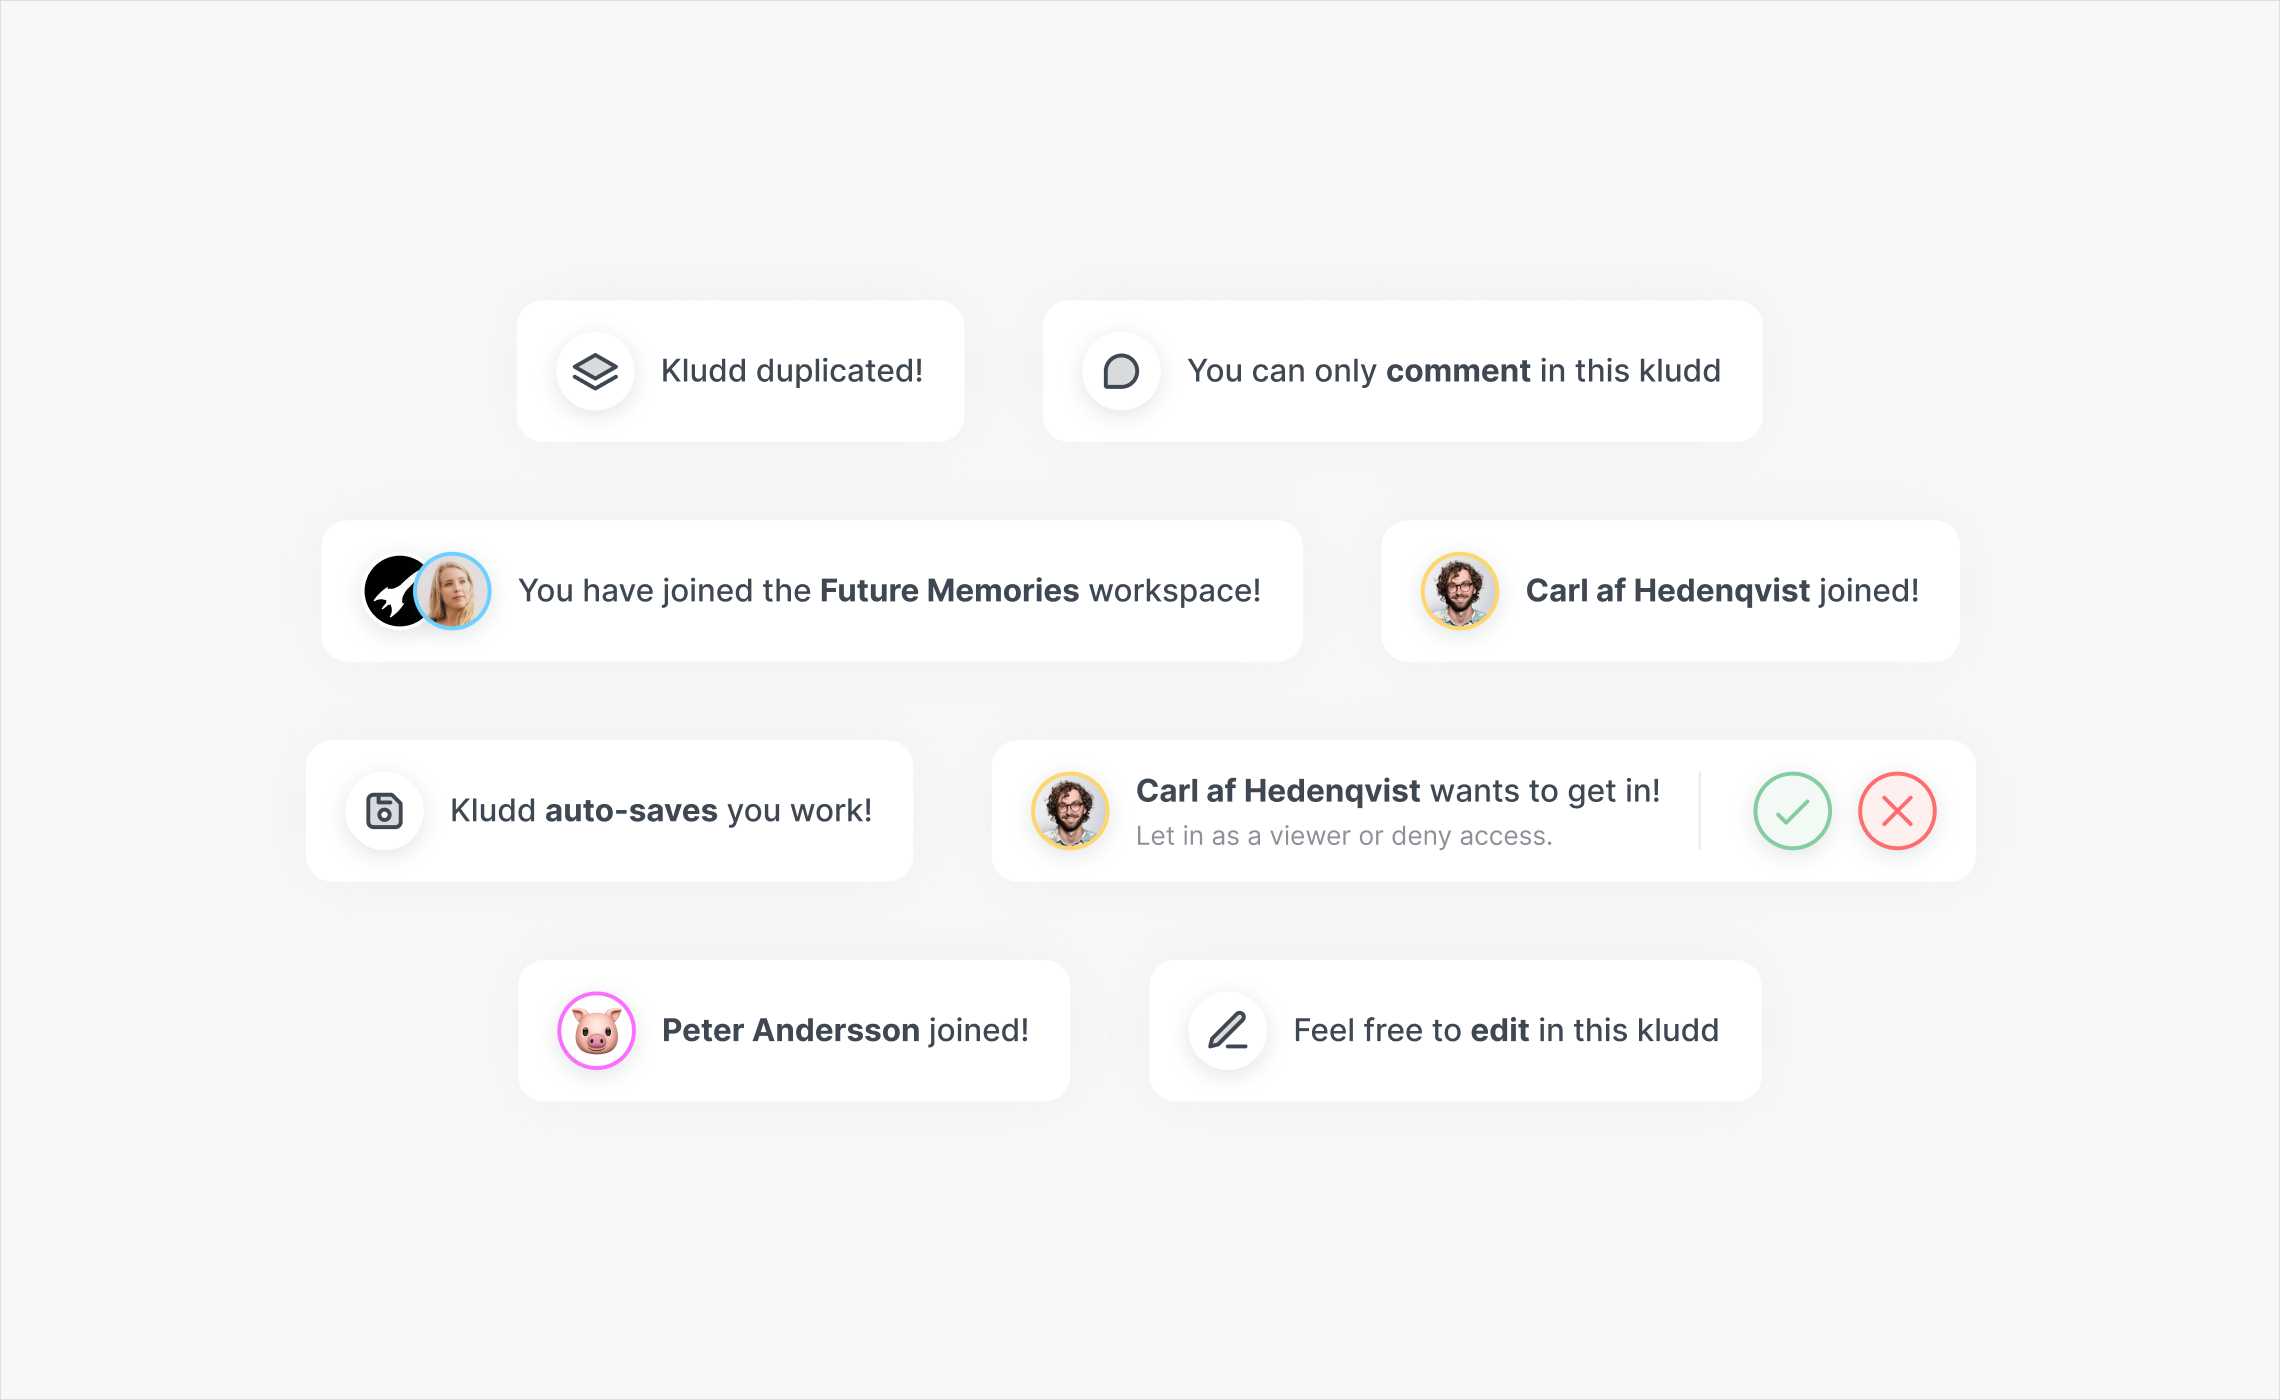 Kludd duplicated!
You can only comment in this kludd
You have joined the Future Memories workspace!
Carl af Hedenqvist joined!
Kludd auto-saves you work!
Carl af Hedenqvist wants to get in!
Let in as a viewer or deny access.
Peter Andersson joined!
Feel free to edit in this kludd